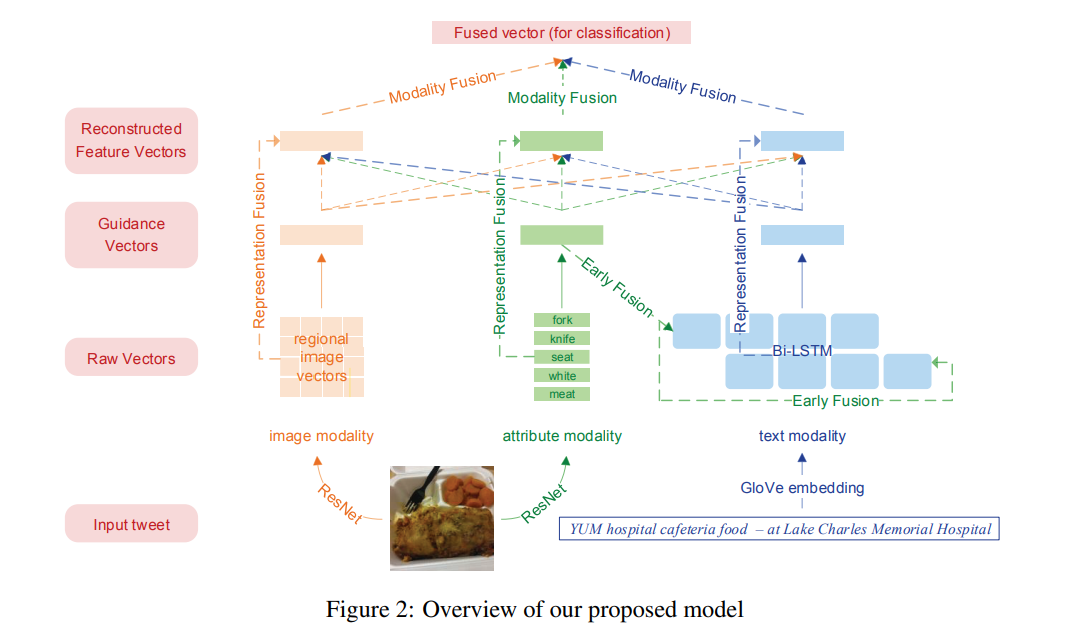 Fused vector (for classification)
Modality Fusion
Modality Fusion
Modality Fusion
Reconstructed
Feature Vectors
Representation Fusion
Representation Fusion
Representation Fusion
Guidance
Vectors
Early Fusion
Raw Vectors
regional
image
vectors
fork
knife
seat
white
meat
Bi-LSTM
Early Fusion
image modality
attribute modality
text modality
Input tweet
ResNet
ResNet
GloVe embedding
YUM hospital cafeteria food – at Lake Charles Memorial Hospital
Figure 2: Overview of our proposed model